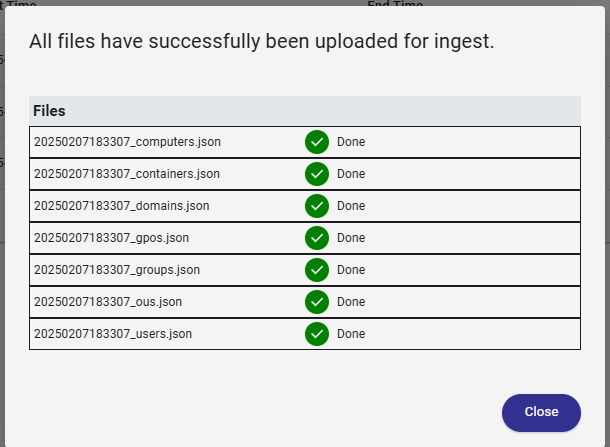 t Time
End Time
All files have successfully been uploaded for ingest.
Files
20250207183307_computers.json Done
20250207183307_containers.json Done
20250207183307_domains.json Done
20250207183307_gpos.json Done
20250207183307_groups.json Done
20250207183307_ous.json Done
20250207183307_users.json Done
Close